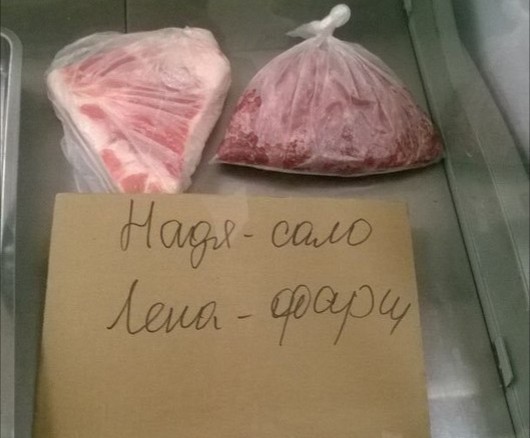 Надя - сало
Лена - фарш